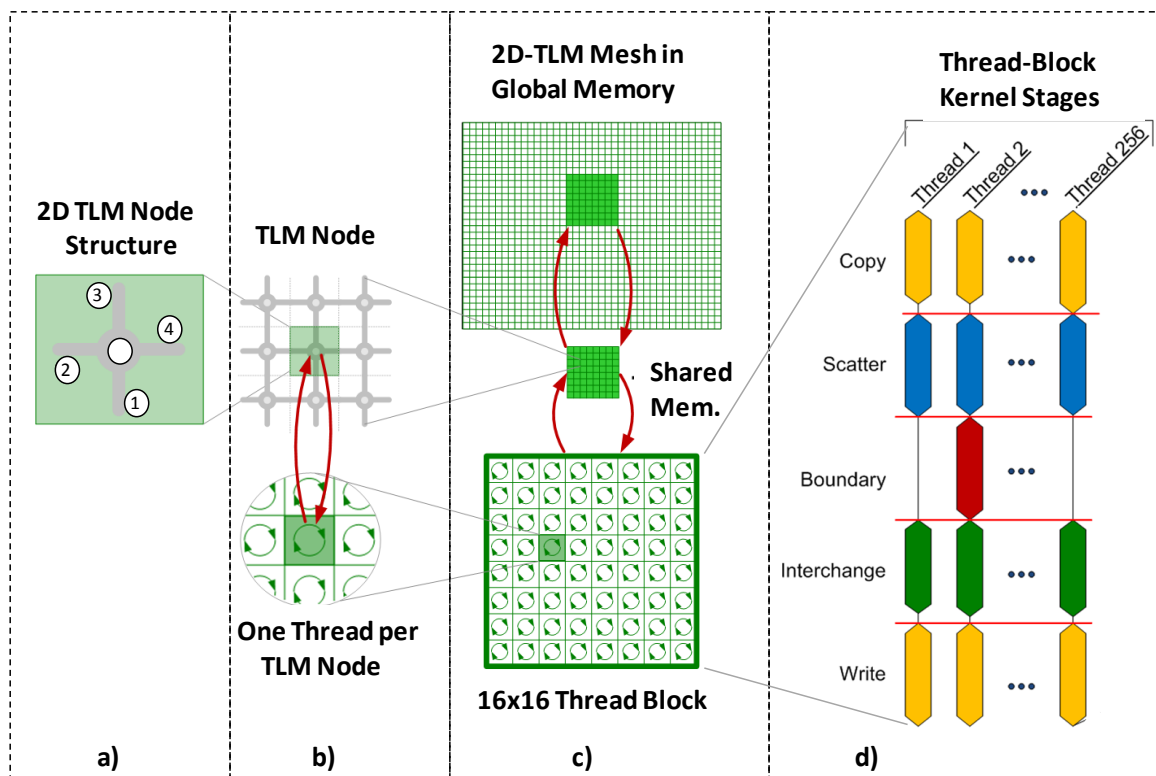 2D TLM Node
Structure
3
4
2
1
a)
TLM Node
One Thread per
TLM Node
b)
2D-TLM Mesh in
Global Memory
Shared
Mem.
16x16 Thread Block
c)
Thread-Block
Kernel Stages
Thread 1
Thread 2
•••
Thread 256
Copy
•••
Scatter
•••
Boundary
•••
Interchange
•••
Write
•••
d)